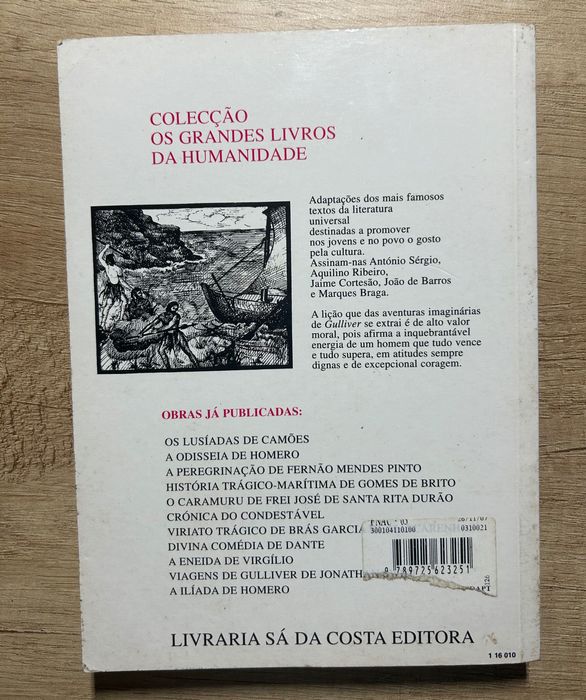 COLECÇÃO
OS GRANDES LIVROS
DA HUMANIDADE
Adaptações dos mais famosos
textos da literatura
universal
destinadas a promover
nos jovens e no povo o gosto
pela cultura.
Assinam-nas António Sérgio,
Aquilino Ribeiro,
Jaime Cortesão, João de Barros
e Marques Braga.
A lição que das aventuras imaginárias
de Gulliver se extrai é de alto valor
moral, pois afirma a inquebrantável
energia de um homem que tudo vence
e tudo supera, em atitudes sempre
dignas e de excepcional coragem.
OBRAS JÁ PUBLICADAS:
OS LUSÍADAS DE CAMÕES
A ODISSEIA DE HOMERO
A PEREGRINAÇÃO DE FERNÃO MENDES PINTO
HISTÓRIA TRÁGICO-MARÍTIMA DE GOMES DE BRITO
O CARAMURU DE FREI JOSÉ DE SANTA RITA DURÃO
CRÓNICA DO CONDESTÁVEL
VIRIATO TRÁGICO DE BRÁS GARCIA
DIVINA COMÉDIA DE DANTE
A ENEIDA DE VIRGÍLIO
VIAGENS DE GULLIVER DE JONATHAN
A ILÍADA DE HOMERO
300104110100 0310021
9 789725 623251
LIVRARIA SÁ DA COSTA EDITORA
1 16 010